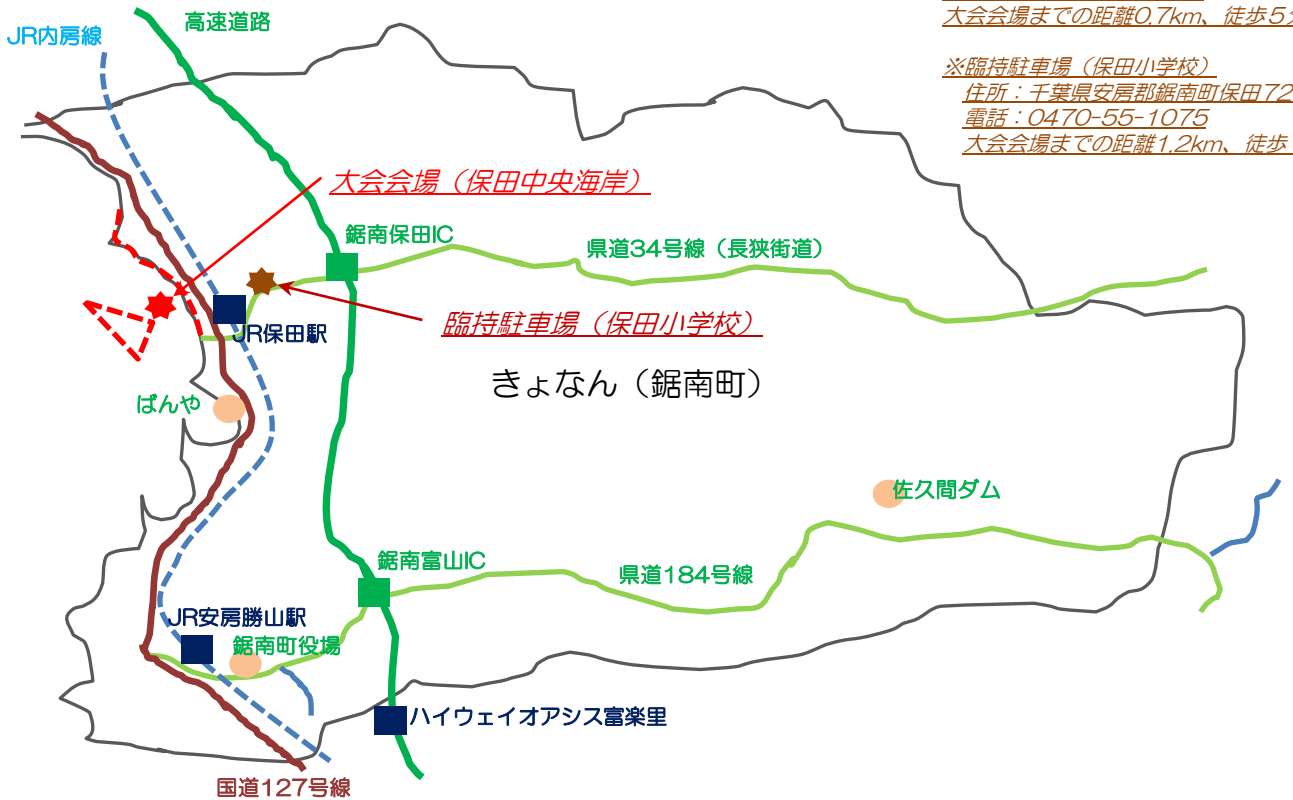 大会会場までの距離0.7km、徒歩5分
※臨持駐車場（保田小学校）
住所：千葉県安房郡鋸南町保田72
電話：0470-55-1075
大会会場までの距離1.2km、徒歩
高速道路
JR内房線
大会会場（保田中央海岸）
鋸南保田IC
県道34号線（長狭街道）
臨持駐車場（保田小学校）
JR保田駅
きょなん（鋸南町）
ばんや
佐久間ダム
鋸南富山IC
県道184号線
JR安房勝山駅
鋸南町役場
ハイウェイオアシス富楽里
国道127号線